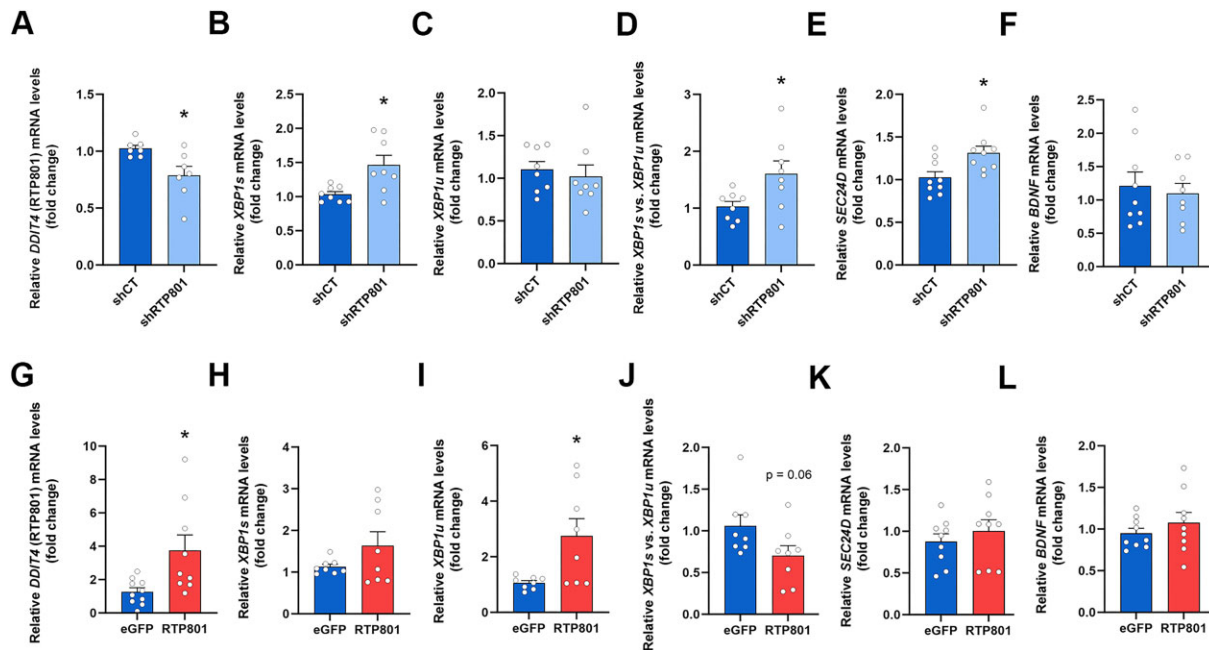 A
B
C
D
E
F
Relative DDIT4 (RTP801) mRNA levels
(fold change)
1.5
1.0
0.5
0.0
*
shCT
shRTP801
Relative XBP1s mRNA levels
(fold change)
2.5
2.0
1.5
1.0
0.5
0.0
*
shCT
shRTP801
Relative XBP1u mRNA levels
(fold change)
2.0
1.5
1.0
0.5
0.0
shCT
shRTP801
Relative XBP1s vs. XBP1u mRNA levels
(fold change)
3
2
1
0
*
shCT
shRTP801
Relative SEC24D mRNA levels
(fold change)
2.0
1.5
1.0
0.5
0.0
*
shCT
shRTP801
Relative BDNF mRNA levels
(fold change)
2.5
2.0
1.5
1.0
0.5
0.0
shCT
shRTP801
G
H
I
J
K
L
Relative DDIT4 (RTP801) mRNA levels
(fold change)
10
8
6
4
2
0
*
eGFP RTP801
Relative XBP1s mRNA levels
(fold change)
4
3
2
1
0
eGFP RTP801
Relative XBP1u mRNA levels
(fold change)
6
4
2
0
*
eGFP RTP801
Relative XBP1s vs. XBP1u mRNA levels
(fold change)
2.0
1.5
1.0
0.5
0.0
p = 0.06
eGFP RTP801
Relative SEC24D mRNA levels
(fold change)
2.0
1.5
1.0
0.5
0.0
eGFP RTP801
Relative BDNF mRNA levels
(fold change)
2.0
1.5
1.0
0.5
0.0
eGFP RTP801